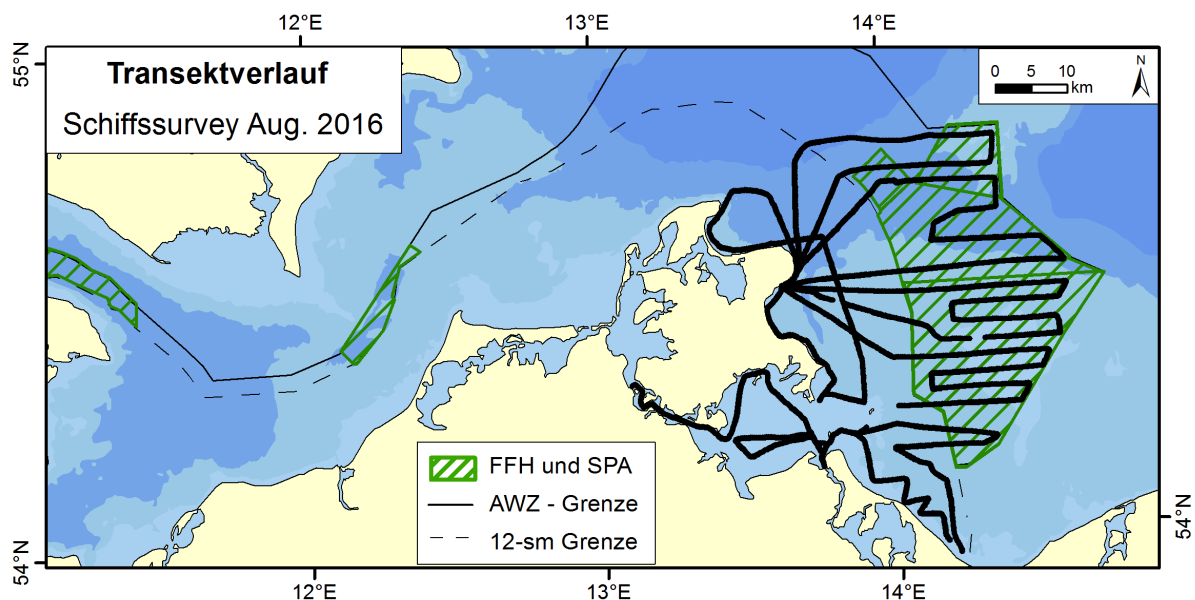 12°E
13°E
14°E
55°N
Transektverlauf
Schiffssurvey Aug. 2016
0 5 10
km
N
FFH und SPA
AWZ - Grenze
12-sm Grenze
54°N
54°N
12°E
13°E
14°E